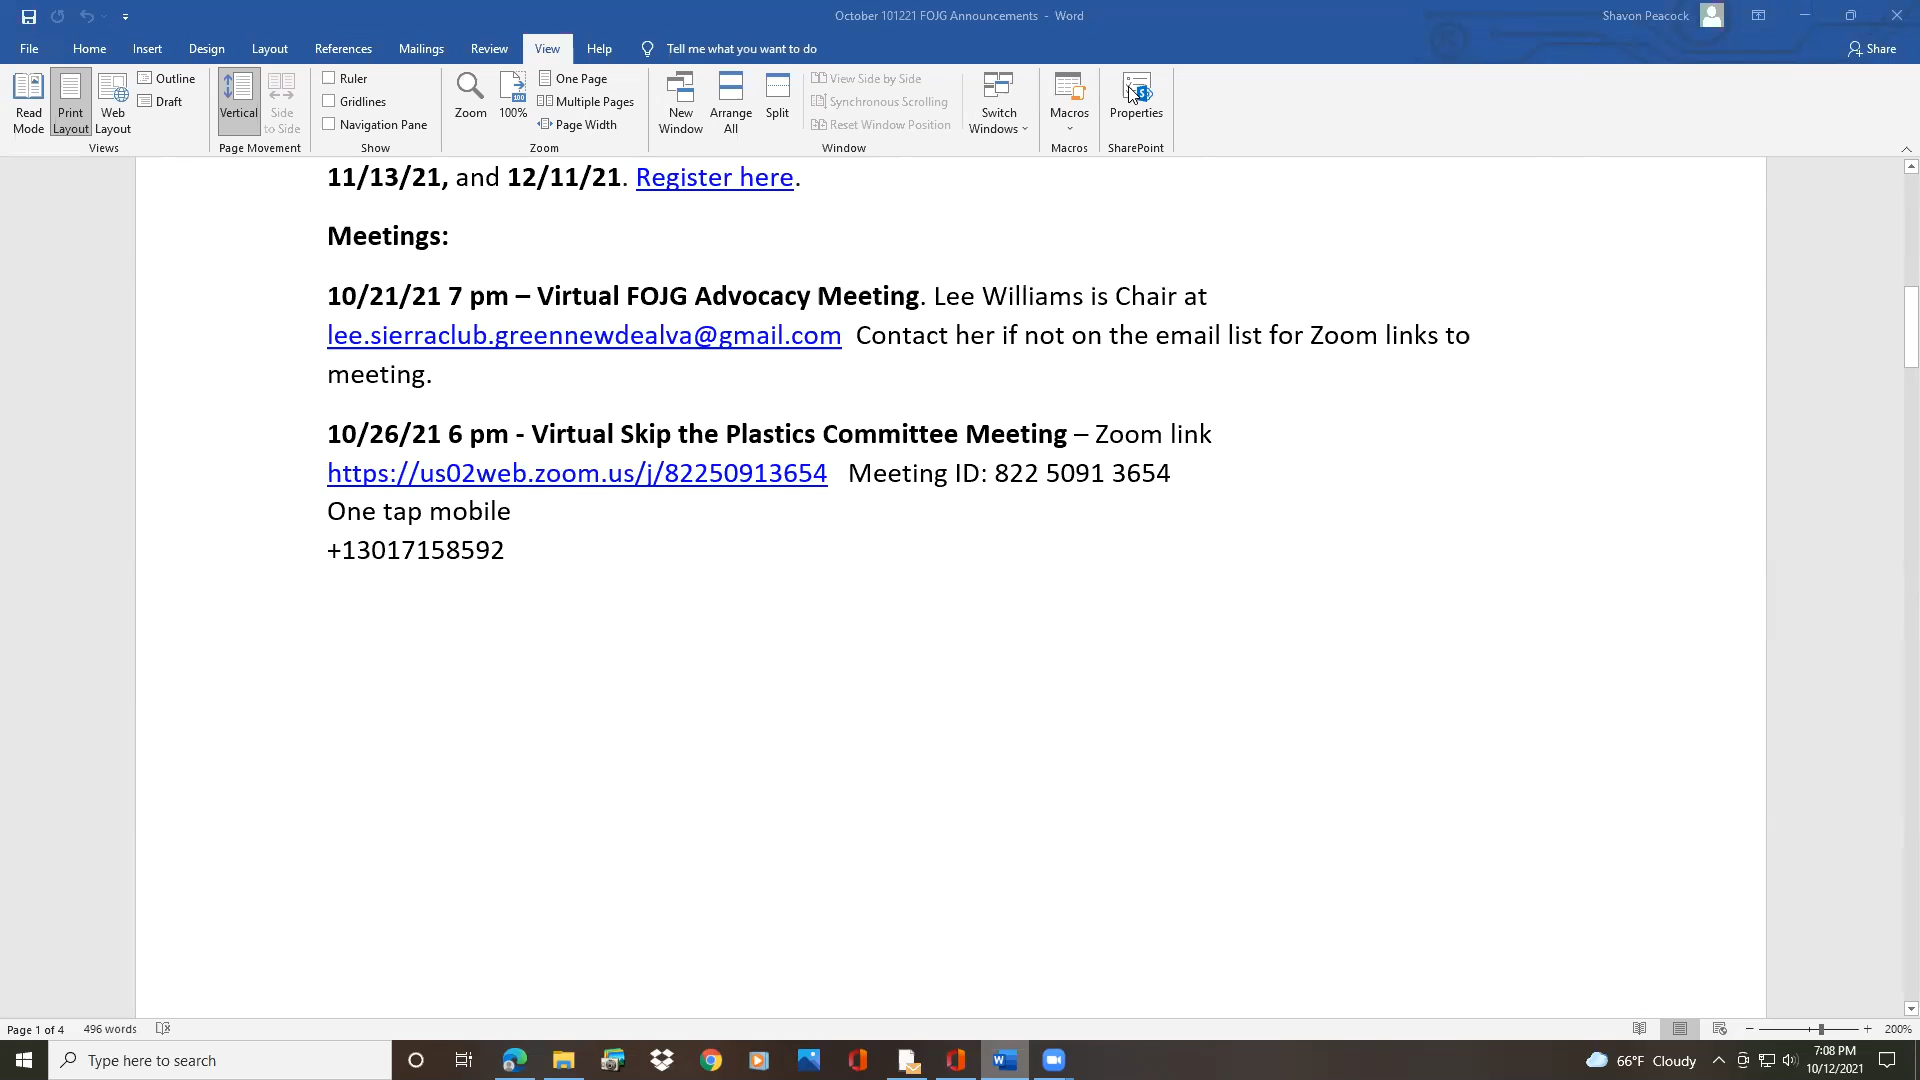 October 101221 FOJG Announcements - Word
Shavon Peacock
File Home Insert Design Layout References Mailings Review View Help Tell me what you want to do
Share
Read Mode
Print Layout
Web Layout
Outline
Draft
Views
Vertical
Side to Side
Page Movement
Ruler
Gridlines
Navigation Pane
Show
Zoom
100%
One Page
Multiple Pages
Page Width
Zoom
New Window
Arrange All
Split
View Side by Side
Synchronous Scrolling
Reset Window Position
Switch Windows
Window
Macros
Macros
Properties
SharePoint
11/13/21, and 12/11/21. Register here.
Meetings:
10/21/21 7 pm – Virtual FOJG Advocacy Meeting. Lee Williams is Chair at
lee.sierraclub.greennewdealva@gmail.com Contact her if not on the email list for Zoom links to
meeting.
10/26/21 6 pm - Virtual Skip the Plastics Committee Meeting – Zoom link
https://us02web.zoom.us/j/82250913654 Meeting ID: 822 5091 3654
One tap mobile
+13017158592
Page 1 of 4 496 words
200%
Type here to search
66°F Cloudy
7:08 PM
10/12/2021